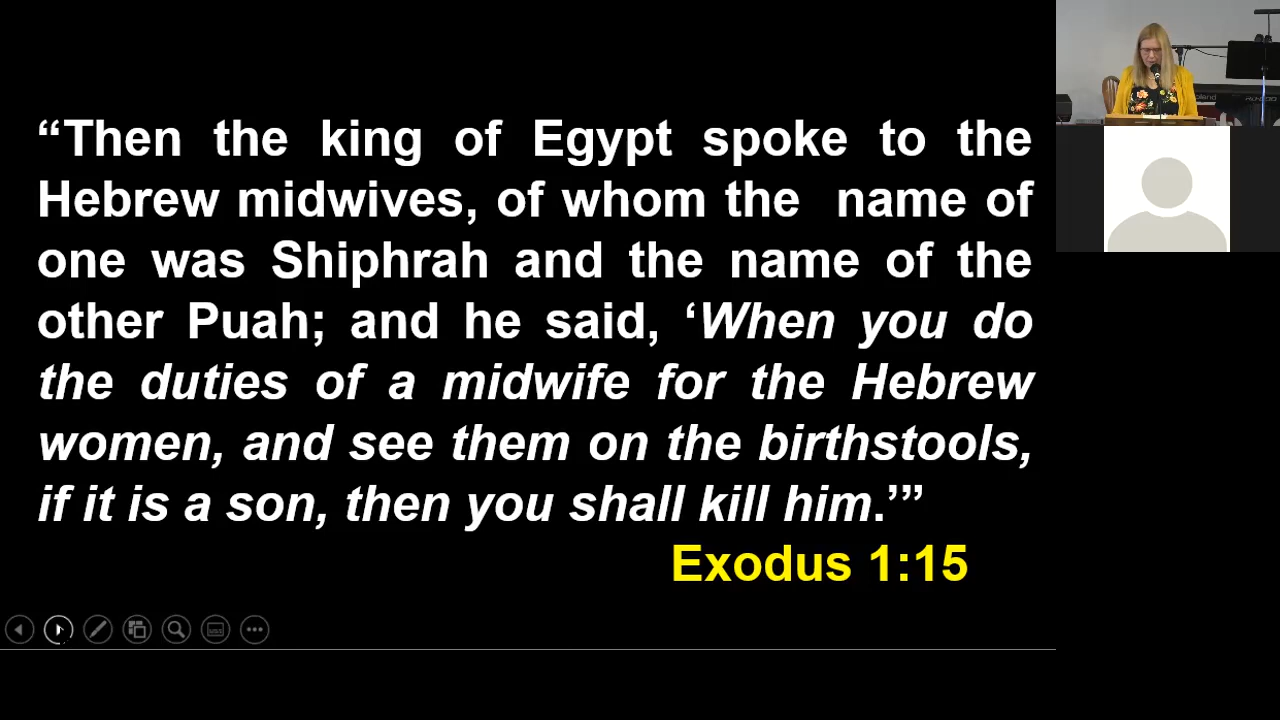 “Then the king of Egypt spoke to the
Hebrew midwives, of whom the name of
one was Shiphrah and the name of the
other Puah; and he said, ‘When you do
the duties of a midwife for the Hebrew
women, and see them on the birthstools,
if it is a son, then you shall kill him.’”
Exodus 1:15